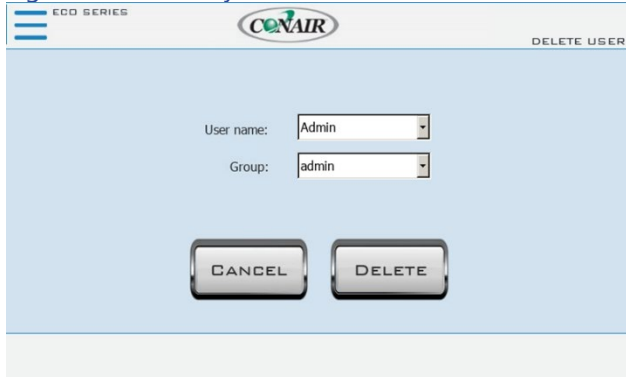 ECO SERIES
CONAIR
DELETE USER
User name:
Admin
Group:
admin
CANCEL
DELETE